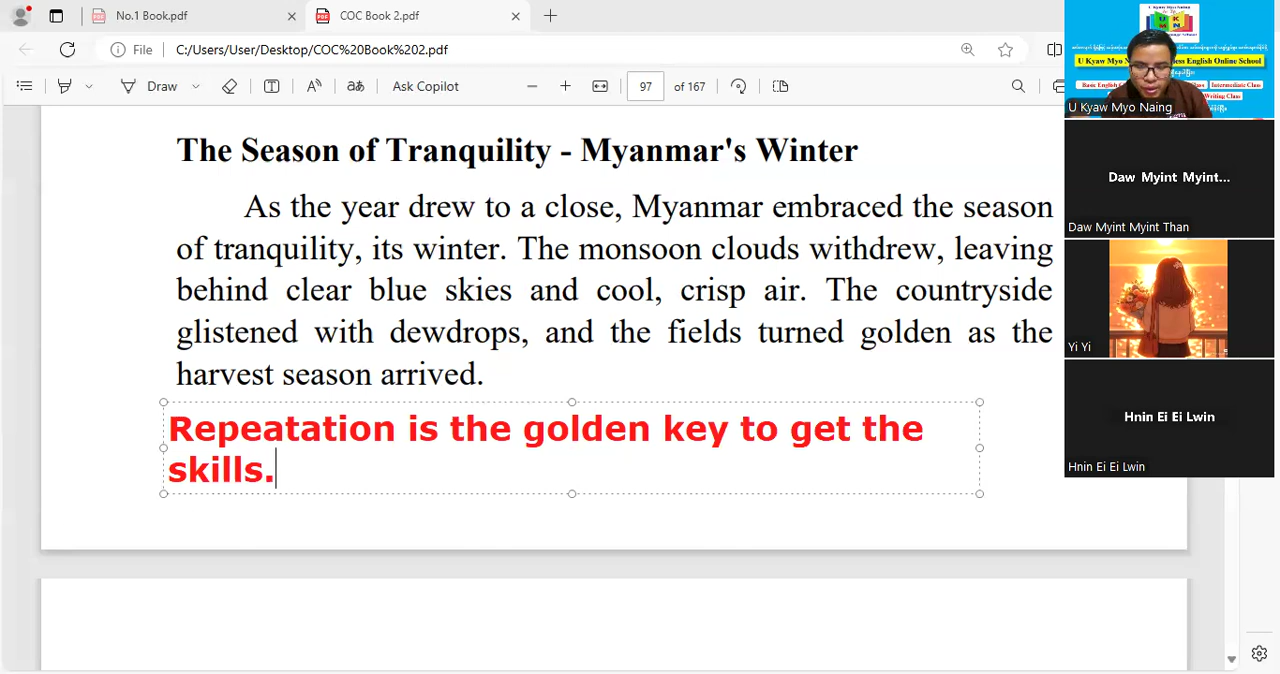 No.1 Book.pdf
COC Book 2.pdf
File
C:/Users/User/Desktop/COC%20Book%202.pdf
Draw
Ask Copilot
97 of 167
The Season of Tranquility - Myanmar's Winter
As the year drew to a close, Myanmar embraced the season
of tranquility, its winter. The monsoon clouds withdrew, leaving
behind clear blue skies and cool, crisp air. The countryside
glistened with dewdrops, and the fields turned golden as the
harvest season arrived.
Repeatation is the golden key to get the
skills.
U Kyaw Myo Naing
Daw Myint Myint...
Daw Myint Myint Than
Yi Yi
Hnin Ei Ei Lwin
Hnin Ei Ei Lwin